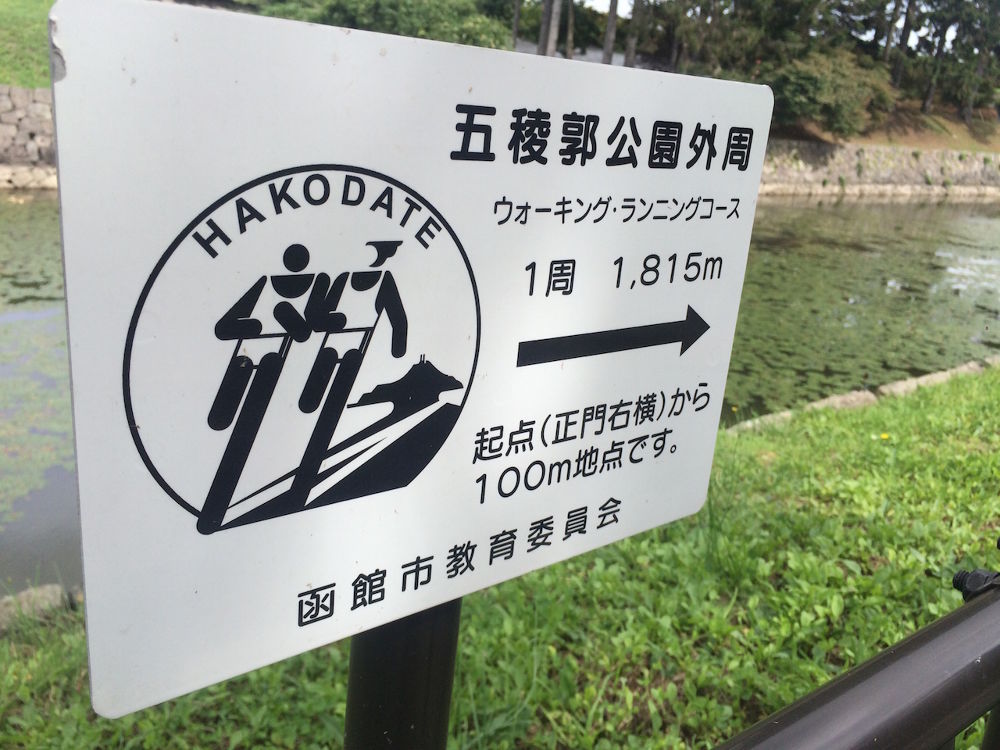 五稜郭公園外周
ウォーキング・ランニングコース
1周 1,815m
HAKODATE
起点(正門右横)から
100m地点です。
函館市教育委員会